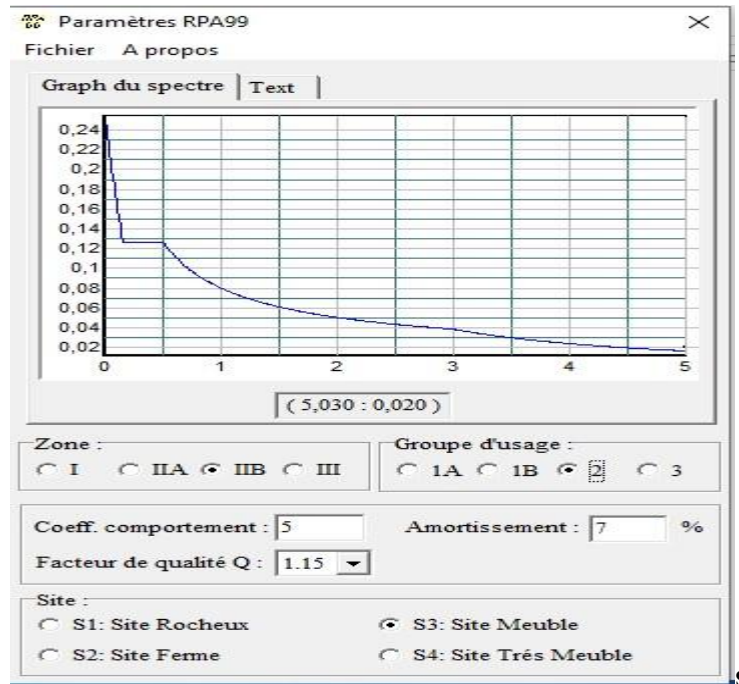 Paramètres RPA99
Fichier A propos
Graph du spectre Text
0,24
0,22
0,2
0,18
0,16
0,14
0,12
0,1
0,08
0,06
0,04
0,02
0 1 2 3 4 5
( 5,030 : 0,020 )
Zone : Groupe d'usage :
I IIA IIB III 1A 1B 2 3
Coeff. comportement : 5 Amortissement : 7 %
Facteur de qualité Q : 1.15
Site :
S1: Site Rocheux S3: Site Meuble
S2: Site Ferme S4: Site Trés Meuble